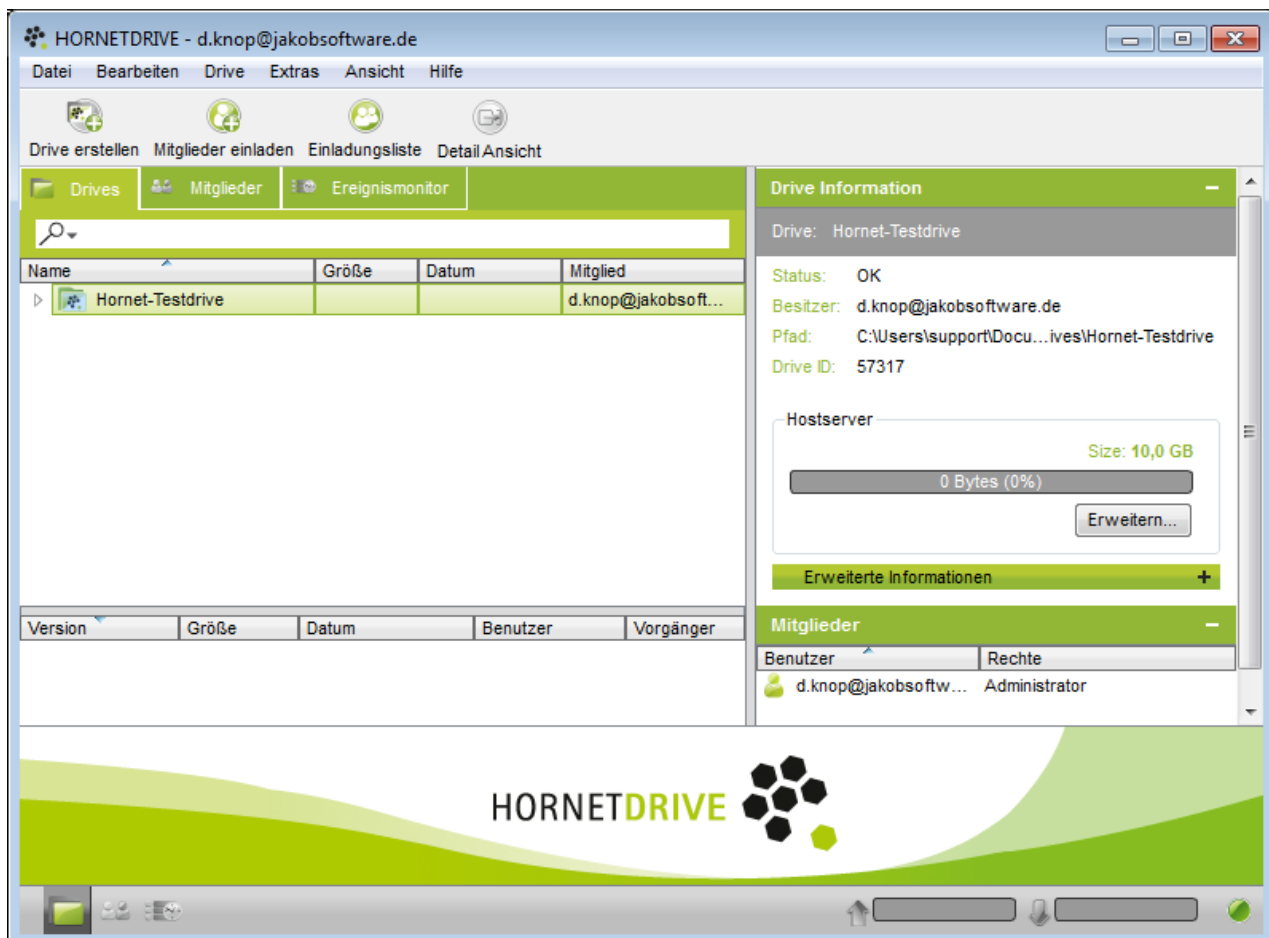 HORNETDRIVE - d.knop@jakobsoftware.de
Datei Bearbeiten Drive Extras Ansicht Hilfe
Drive erstellen Mitglieder einladen Einladungsliste Detail Ansicht
Drives Mitglieder Ereignismonitor
Name Größe Datum Mitglied
Hornet-Testdrive d.knop@jakobsoft...
Version Größe Datum Benutzer Vorgänger
Drive Information
Drive: Hornet-Testdrive
Status: OK
Besitzer: d.knop@jakobsoftware.de
Pfad: C:\Users\support\Docu...ives\Hornet-Testdrive
Drive ID: 57317
Hostserver
Size: 10,0 GB
0 Bytes (0%)
Erweitern...
Erweiterte Informationen
Mitglieder
Benutzer Rechte
d.knop@jakobsoftw... Administrator
HORNETDRIVE